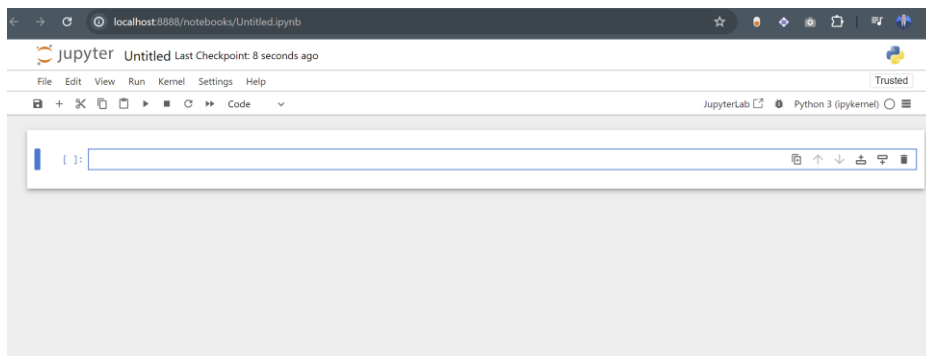 localhost:8888/notebooks/Untitled.ipynb
jupyter Untitled Last Checkpoint: 8 seconds ago
File Edit View Run Kernel Settings Help Trusted
Code JupyterLab Python 3 (ipykernel)
[ ]: